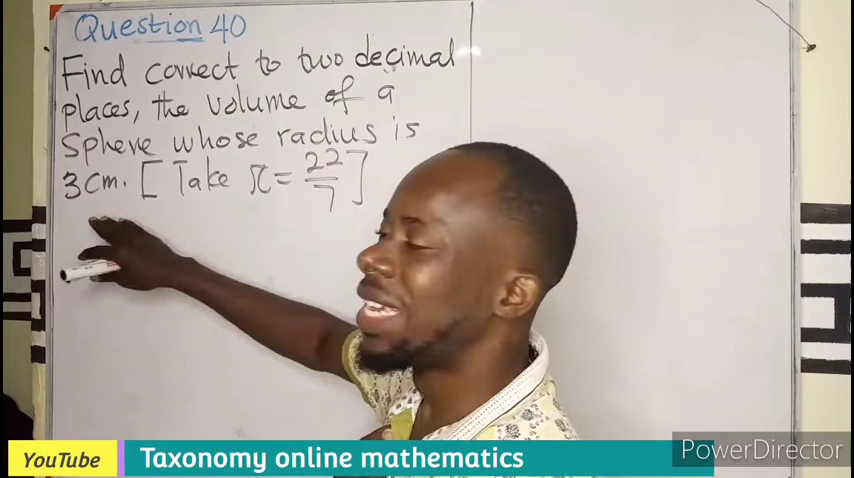 Question 40
Find correct to two decimal
places, the volume of a
Sphere whose radius is
3cm. [Take π = 22/7]
YouTube
Taxonomy online mathematics
PowerDirector